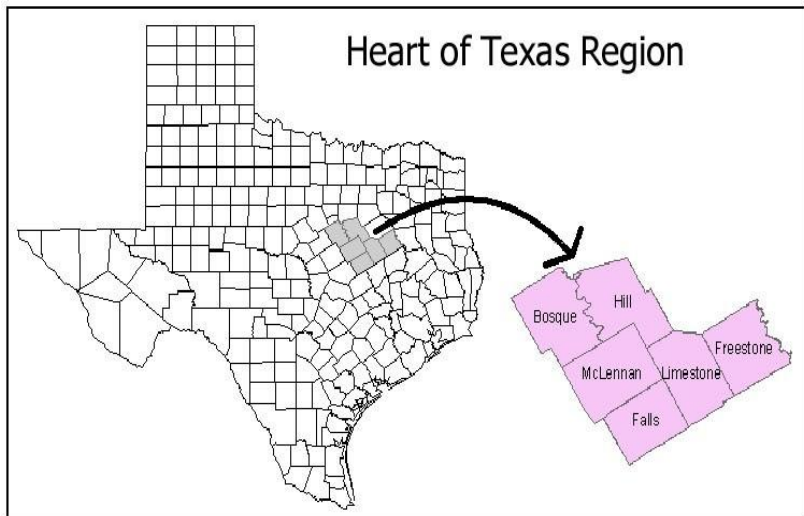 Heart of Texas Region
Hill
Bosque
Freestone
McLennan
Limestone
Falls